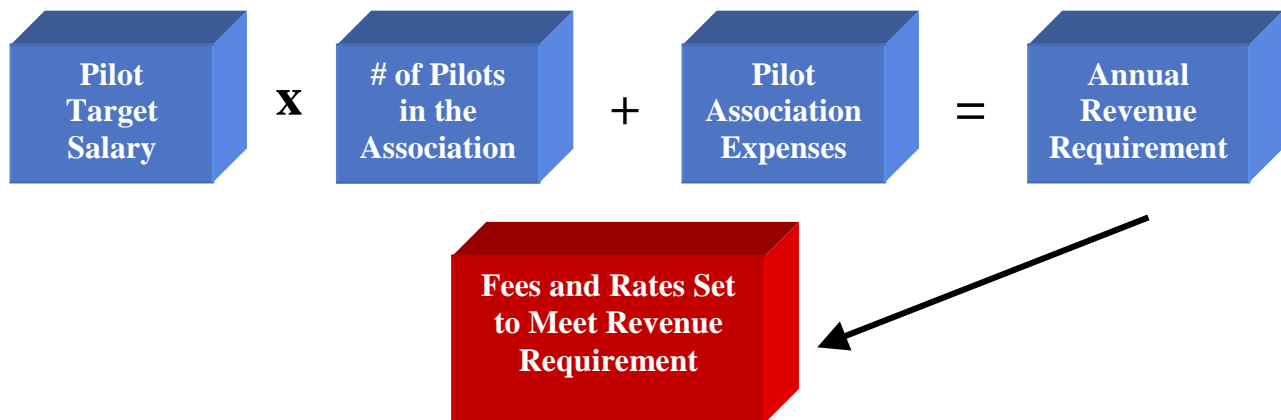 Pilot
Target
Salary
x
# of Pilots
in the
Association
+
Pilot
Association
Expenses
=
Annual
Revenue
Requirement
Fees and Rates Set
to Meet Revenue
Requirement